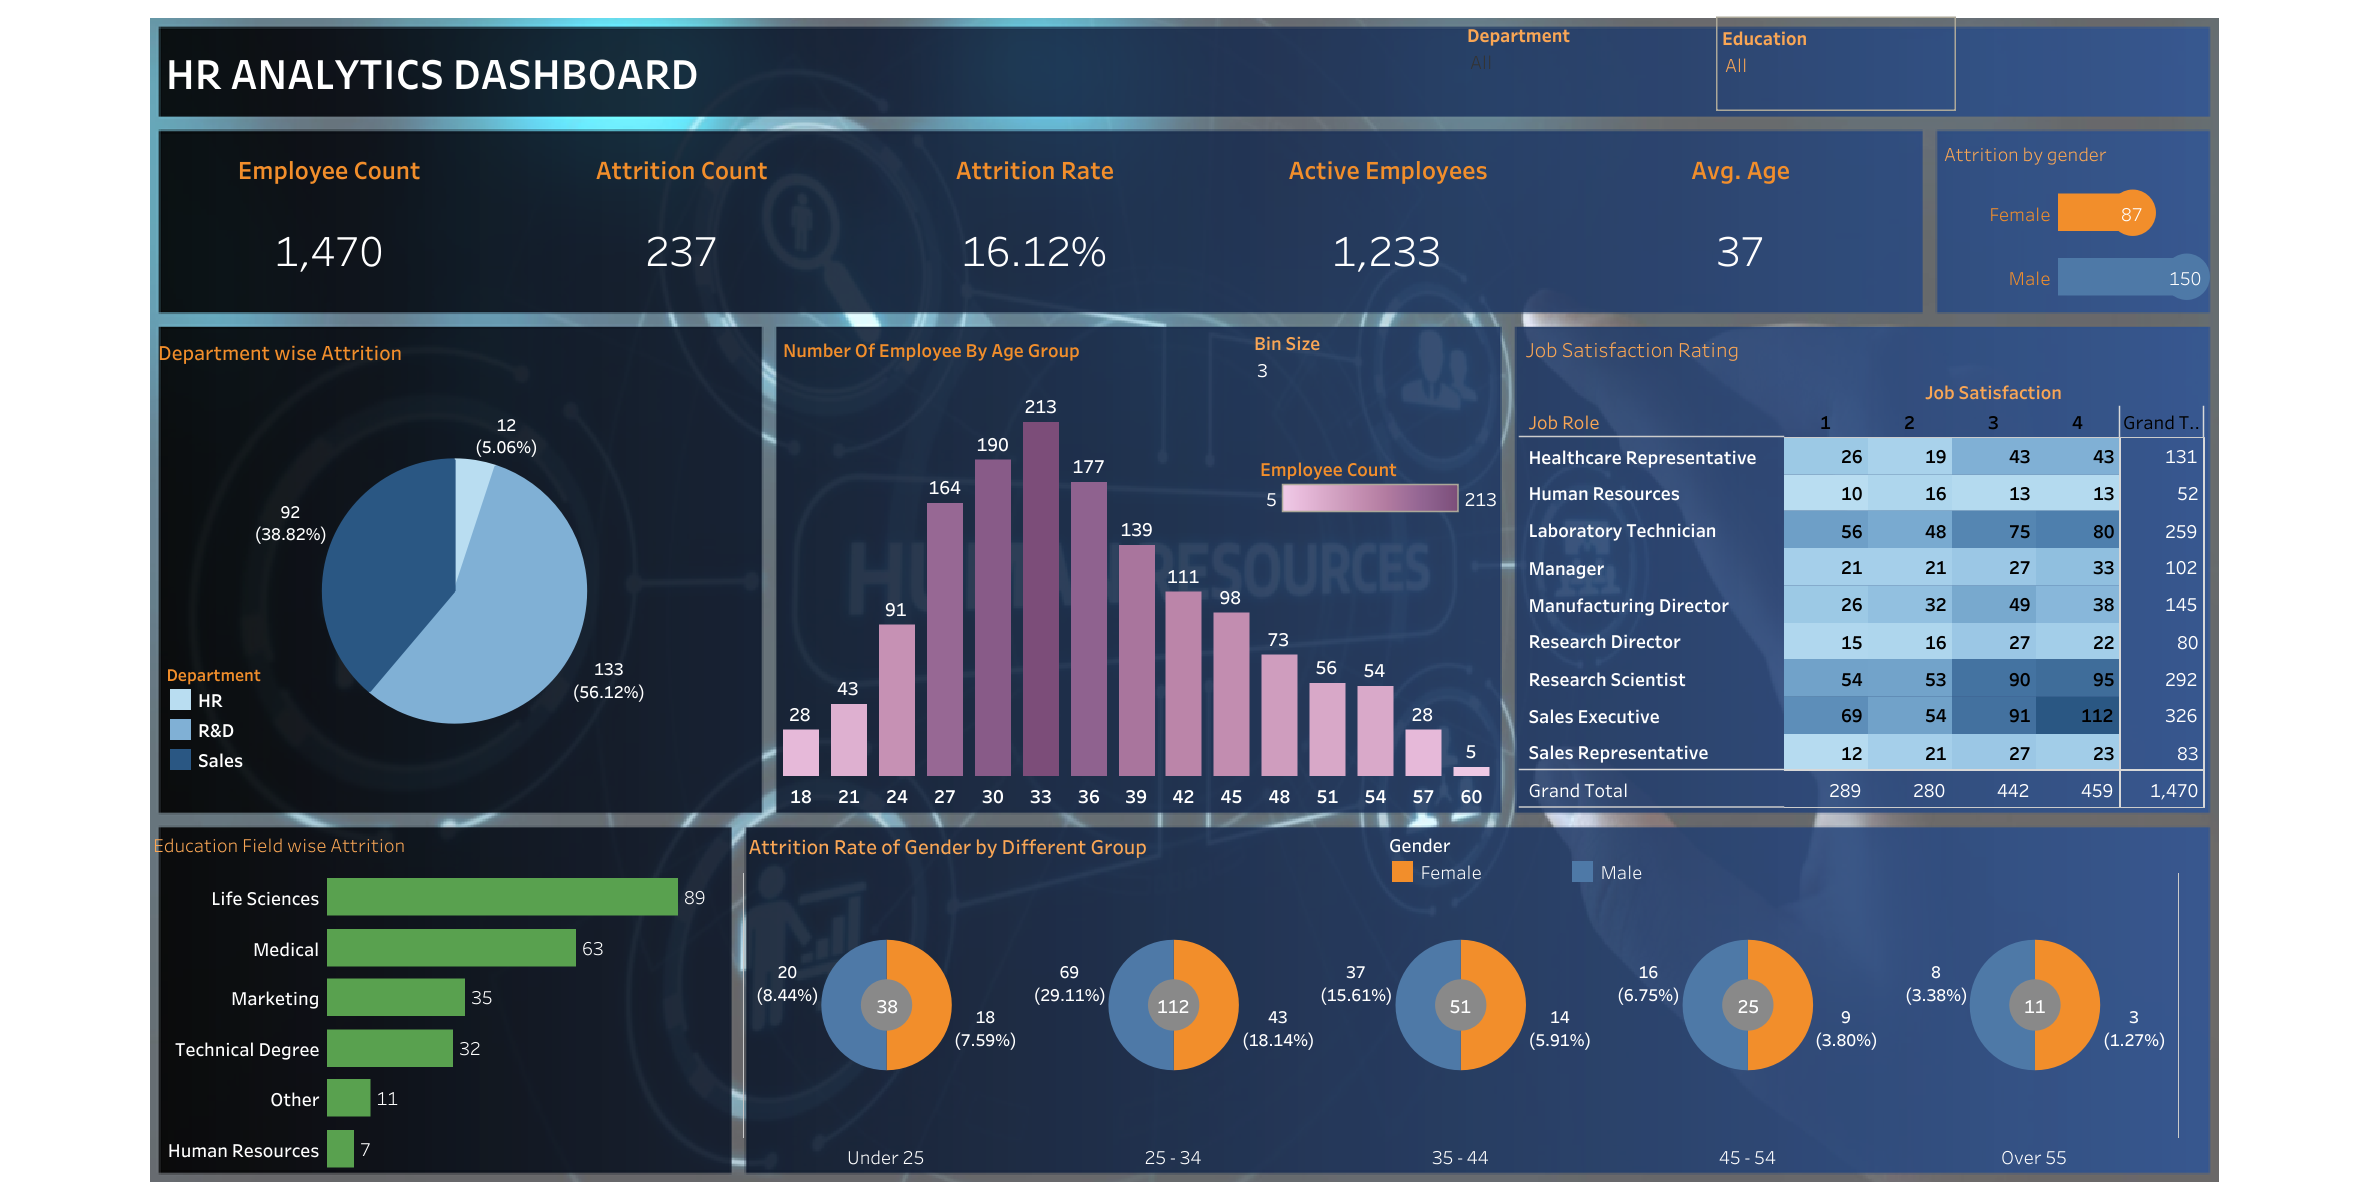 HR ANALYTICS DASHBOARD
Department
All
Education
All
Employee Count
Attrition Count
Attrition Rate
Active Employees
Avg. Age
1,470
237
16.12%
1,233
37
Attrition by gender
Female 87
Male 150
Department wise Attrition
12
(5.06%)
92
(38.82%)
133
(56.12%)
Department
HR
R&D
Sales
Number Of Employee By Age Group
Bin Size
3
Employee Count
5 213
28 43 91 164 190 213 177 139 111 98 73 56 54 28 5
18 21 24 27 30 33 36 39 42 45 48 51 54 57 60
HUMAN RESOURCES
Job Satisfaction Rating
Job Satisfaction
Job Role 1 2 3 4 Grand T..
Healthcare Representative 26 19 43 43 131
Human Resources 10 16 13 13 52
Laboratory Technician 56 48 75 80 259
Manager 21 21 27 33 102
Manufacturing Director 26 32 49 38 145
Research Director 15 16 27 22 80
Research Scientist 54 53 90 95 292
Sales Executive 69 54 91 112 326
Sales Representative 12 21 27 23 83
Grand Total 289 280 442 459 1,470
Education Field wise Attrition
Life Sciences 89
Medical 63
Marketing 35
Technical Degree 32
Other 11
Human Resources 7
Attrition Rate of Gender by Different Group
Gender
Female Male
20
(8.44%)
38
18
(7.59%)
69
(29.11%)
112
43
(18.14%)
37
(15.61%)
51
14
(5.91%)
16
(6.75%)
25
9
(3.80%)
8
(3.38%)
11
3
(1.27%)
Under 25 25 - 34 35 - 44 45 - 54 Over 55